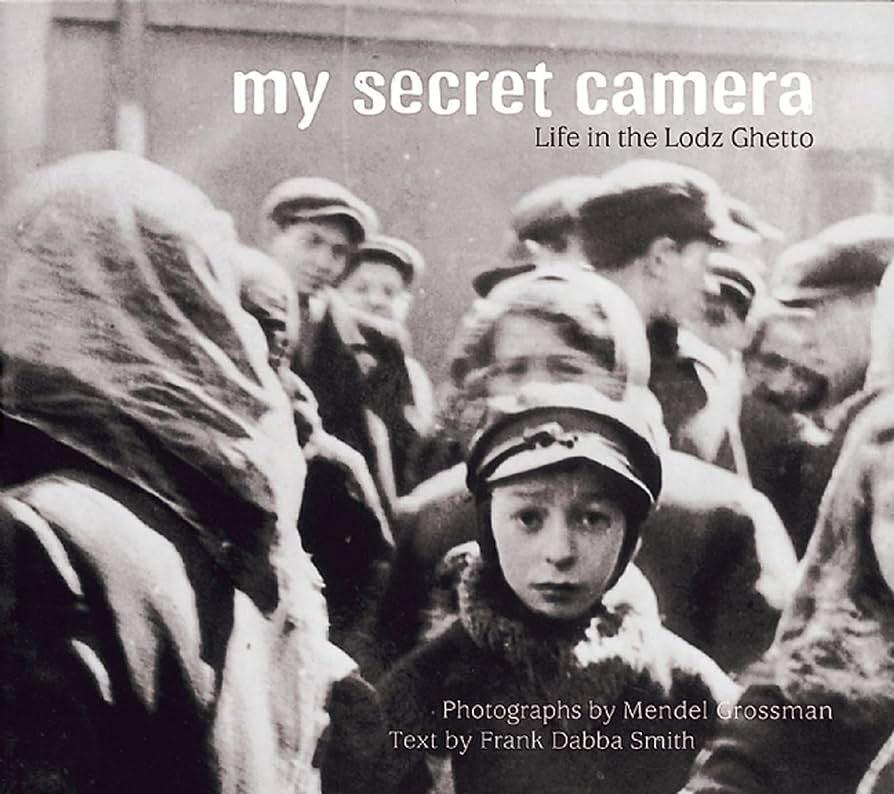 my secret camera
Life in the Lodz Ghetto
Photographs by Mendel Grossman
Text by Frank Dabba Smith